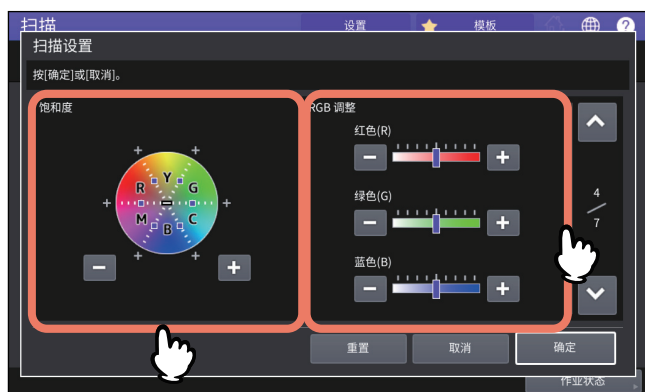 扫描
设置
模板
?
扫描设置
按[确定]或[取消]。
饱和度
Y
R
G
M
C
B
RGB 调整
红色(R)
绿色(G)
蓝色(B)
4
7
重置
取消
确定
作业状态